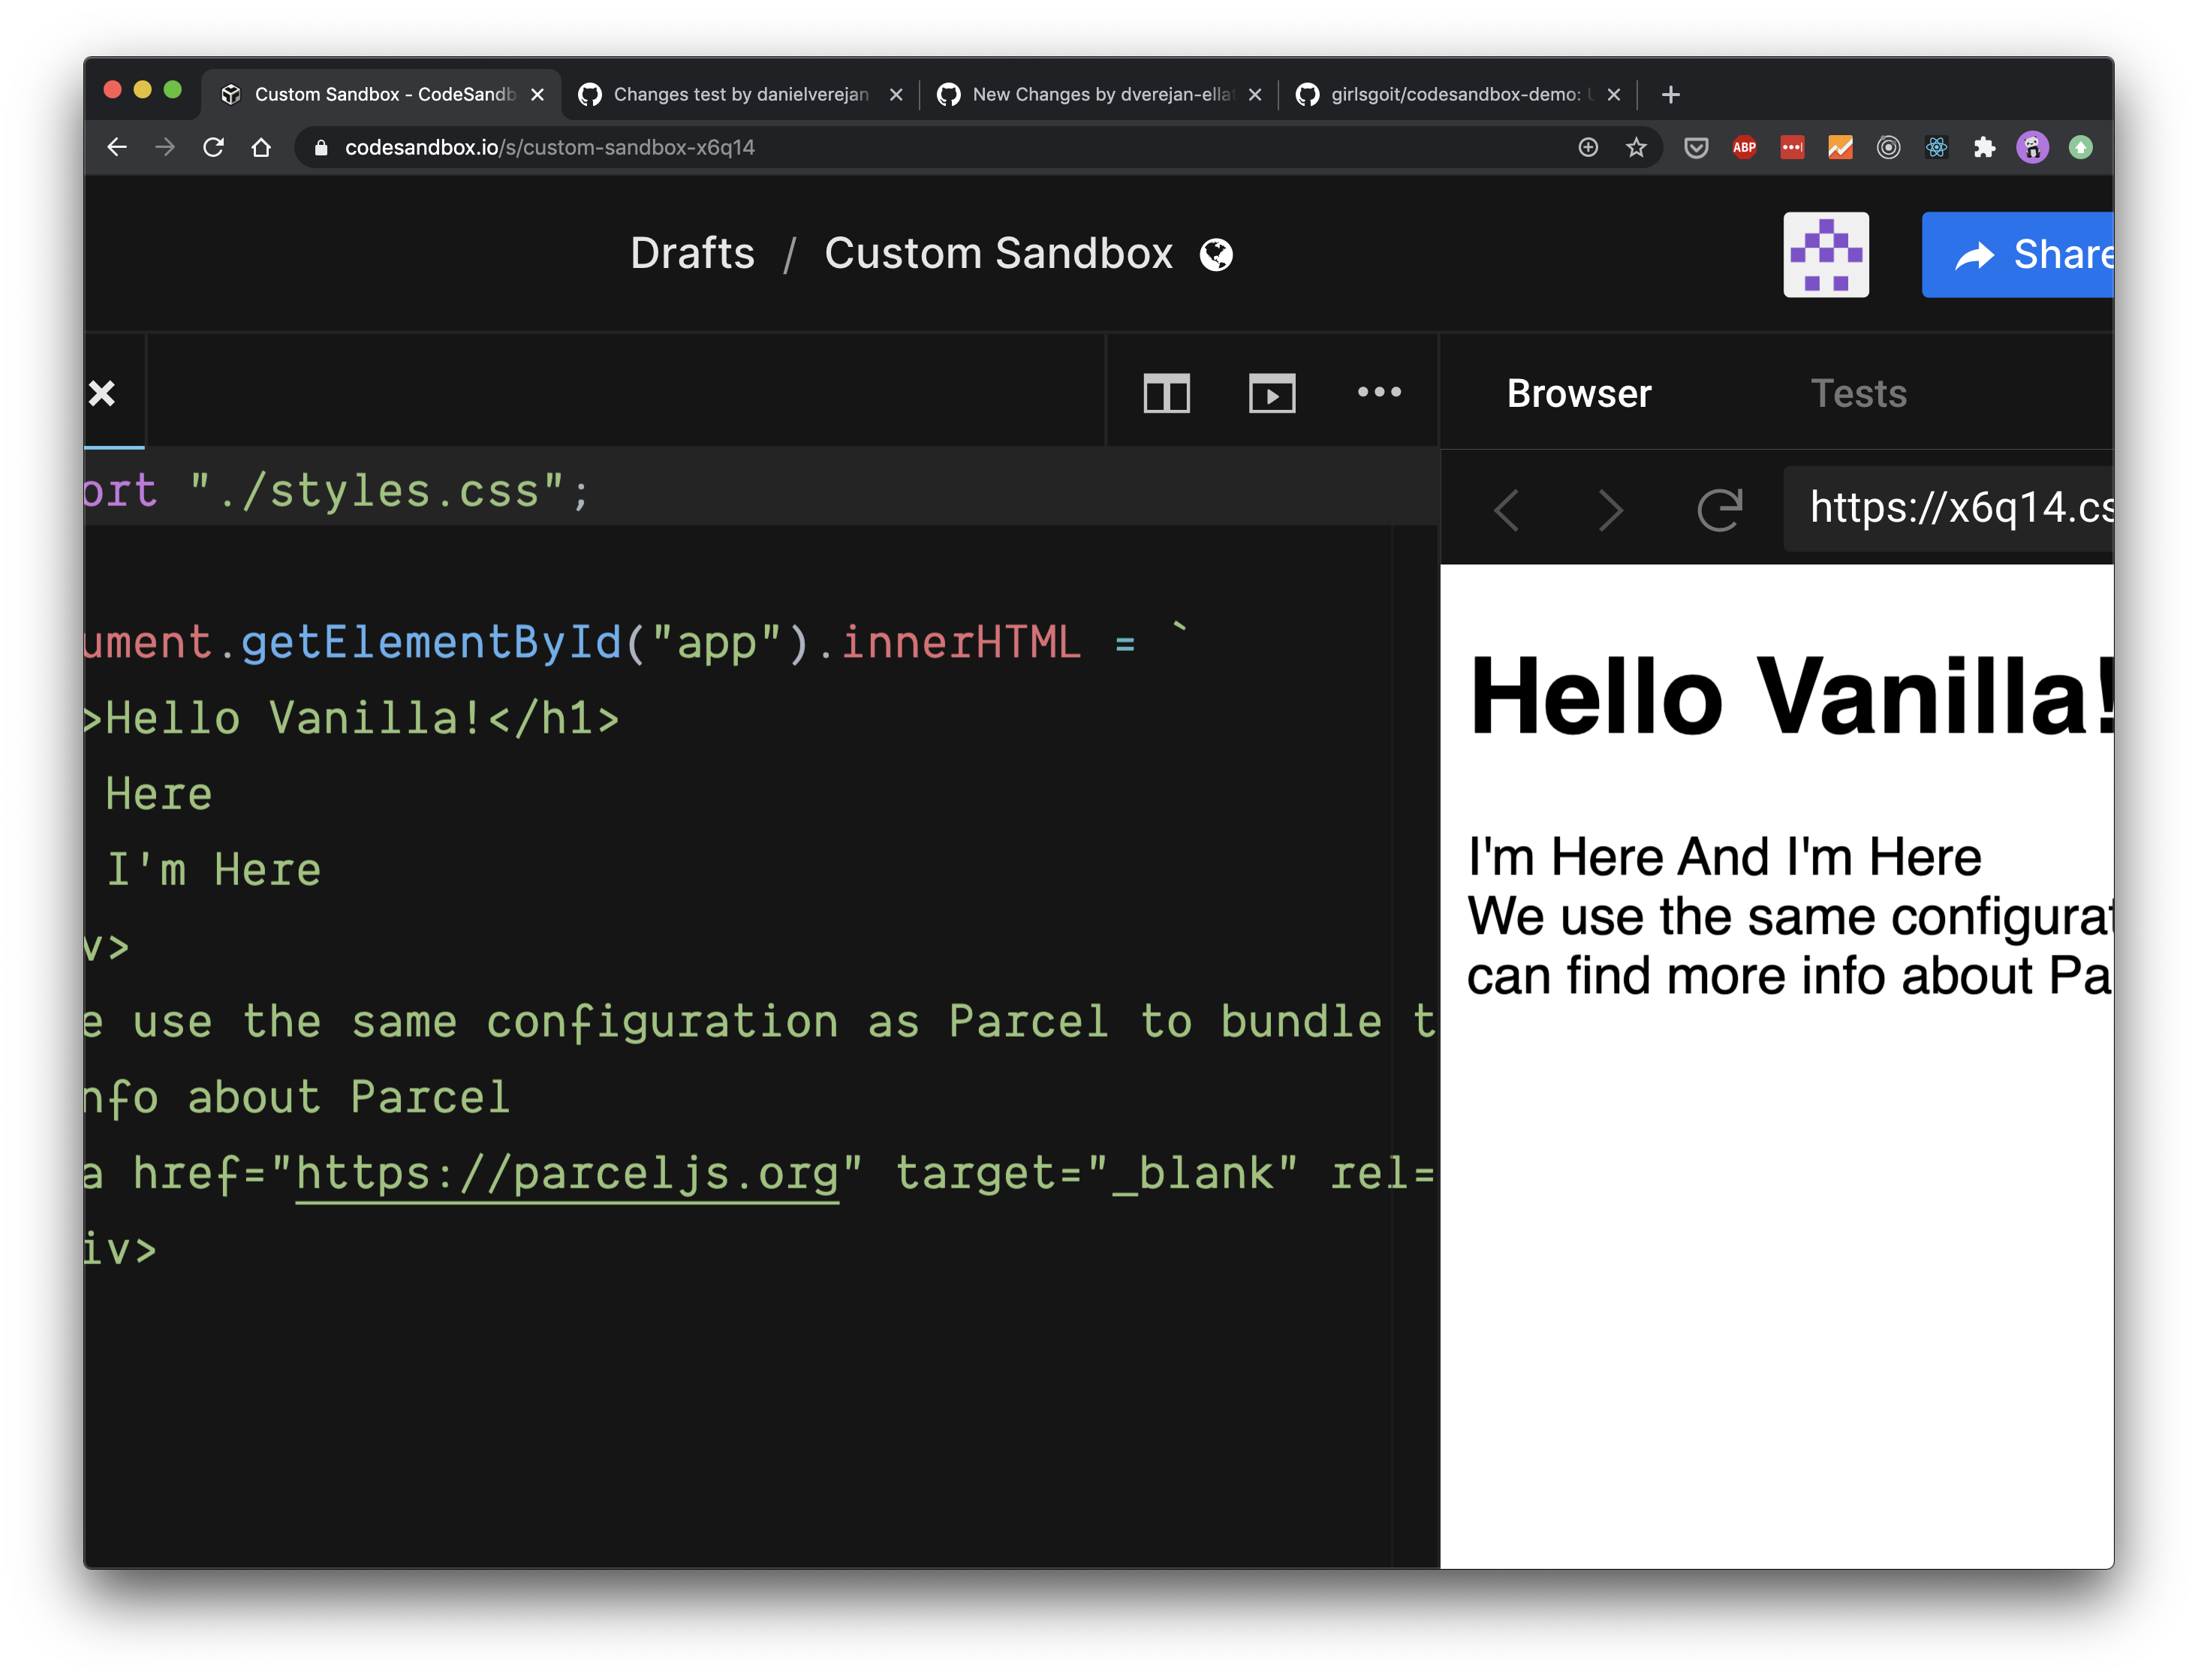 Custom Sandbox - CodeSandb
Changes test by danielverejan
New Changes by dverejan-ella
girlsgoit/codesandbox-demo:
codesandbox.io/s/custom-sandbox-x6q14
ABP
Drafts / Custom Sandbox
Share
Browser
Tests
ort "./styles.css";
https://x6q14.cs
ument.getElementById("app").innerHTML = `
>Hello Vanilla!</h1>
Here
I'm Here
v>
e use the same configuration as Parcel to bundle t
nfo about Parcel
a href="https://parceljs.org" target="_blank" rel=
iv>
Hello Vanilla!
I'm Here And I'm Here
We use the same configurat
can find more info about Pa